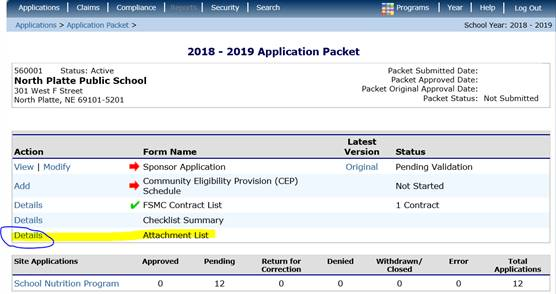 Applications | Claims | Compliance | Reports | Security | Search Programs | Year | Help | Log Out
Applications > Application Packet > School Year: 2018 - 2019
2018 - 2019 Application Packet
560001 Status: Active Packet Submitted Date:
North Platte Public School Packet Approved Date:
301 West F Street Packet Original Approval Date:
North Platte, NE 69101-5201 Packet Status: Not Submitted
Action Form Name Latest Version Status
View | Modify Sponsor Application Original Pending Validation
Add Community Eligibility Provision (CEP) Schedule Not Started
Details FSMC Contract List 1 Contract
Details Checklist Summary
Details Attachment List
Site Applications Approved Pending Return for Correction Denied Withdrawn/ Closed Error Total Applications
School Nutrition Program 0 12 0 0 0 0 12